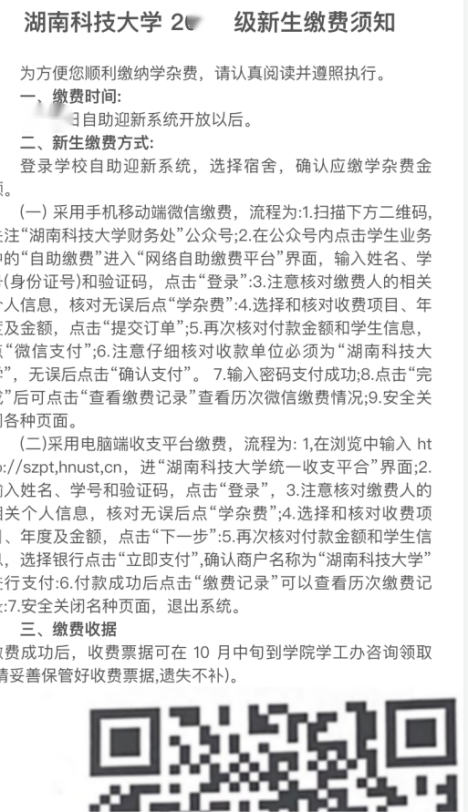 湖南科技大学 2 级新生缴费须知
为方便您顺利缴纳学杂费，请认真阅读并遵照执行。
一、缴费时间:
日自助迎新系统开放以后。
二、新生缴费方式:
登录学校自助迎新系统，选择宿舍，确认应缴学杂费金
。
(一) 采用手机移动端微信缴费，流程为:1.扫描下方二维码,
注“湖南科技大学财务处”公众号;2.在公众号内点击学生业务
的“自助缴费”进入“网络自助缴费平台”界面，输入姓名、学
(身份证号)和验证码，点击“登录”:3.注意核对缴费人的相关
人信息，核对无误后点“学杂费”:4.选择和核对收费项目、年
及金额，点击“提交订单”;5.再次核对付款金额和学生信息，
“微信支付”;6.注意仔细核对收款单位必须为“湖南科技大
”，无误后点击“确认支付”。 7.输入密码支付成功;8.点击“完
”后可点击“查看缴费记录”查看历次微信缴费情况;9.安全关
各种页面。
(二)采用电脑端收支平台缴费，流程为: 1,在浏览中输入 ht
://szpt,hnust,cn，进“湖南科技大学统一收支平合”界面;2.
入姓名、学号和验证码，点击“登录”，3.注意核对缴费人的
关个人信息，核对无误后点“学杂费”;4.选择和核对收费项
、年度及金额，点击“下一步”:5.再次核对付款金额和学生信
，选择银行点击“立即支付”,确认商户名称为“湖南科技大学”
行支付:6.付款成功后点击“缴费记录”可以查看历次缴费记
:7.安全关闭名种页面，退出系统。
三、缴费收据
费成功后，收费票据可在 10 月中旬到学院学工办咨询领取
请妥善保管好收费票据,遗失不补)。